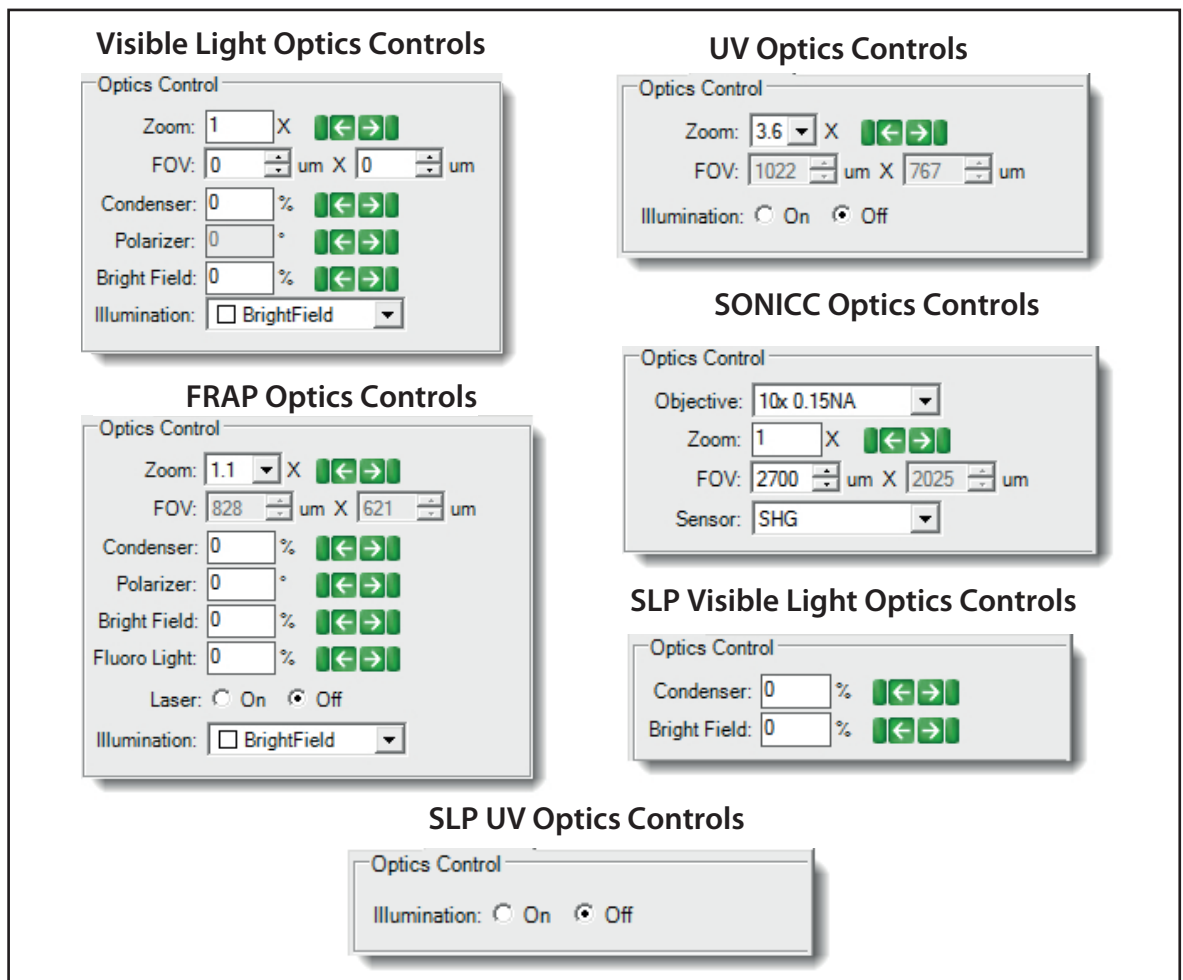 Visible Light Optics Controls
Optics Control
Zoom: 1 X
FOV: 0 um X 0 um
Condenser: 0 %
Polarizer: 0 °
Bright Field: 0 %
Illumination: BrightField
FRAP Optics Controls
Optics Control
Zoom: 1.1 X
FOV: 828 um X 621 um
Condenser: 0 %
Polarizer: 0 °
Bright Field: 0 %
Fluoro Light: 0 %
Laser: On Off
Illumination: BrightField
UV Optics Controls
Optics Control
Zoom: 3.6 X
FOV: 1022 um X 767 um
Illumination: On Off
SONICC Optics Controls
Optics Control
Objective: 10x 0.15NA
Zoom: 1 X
FOV: 2700 um X 2025 um
Sensor: SHG
SLP Visible Light Optics Controls
Optics Control
Condenser: 0 %
Bright Field: 0 %
SLP UV Optics Controls
Optics Control
Illumination: On Off